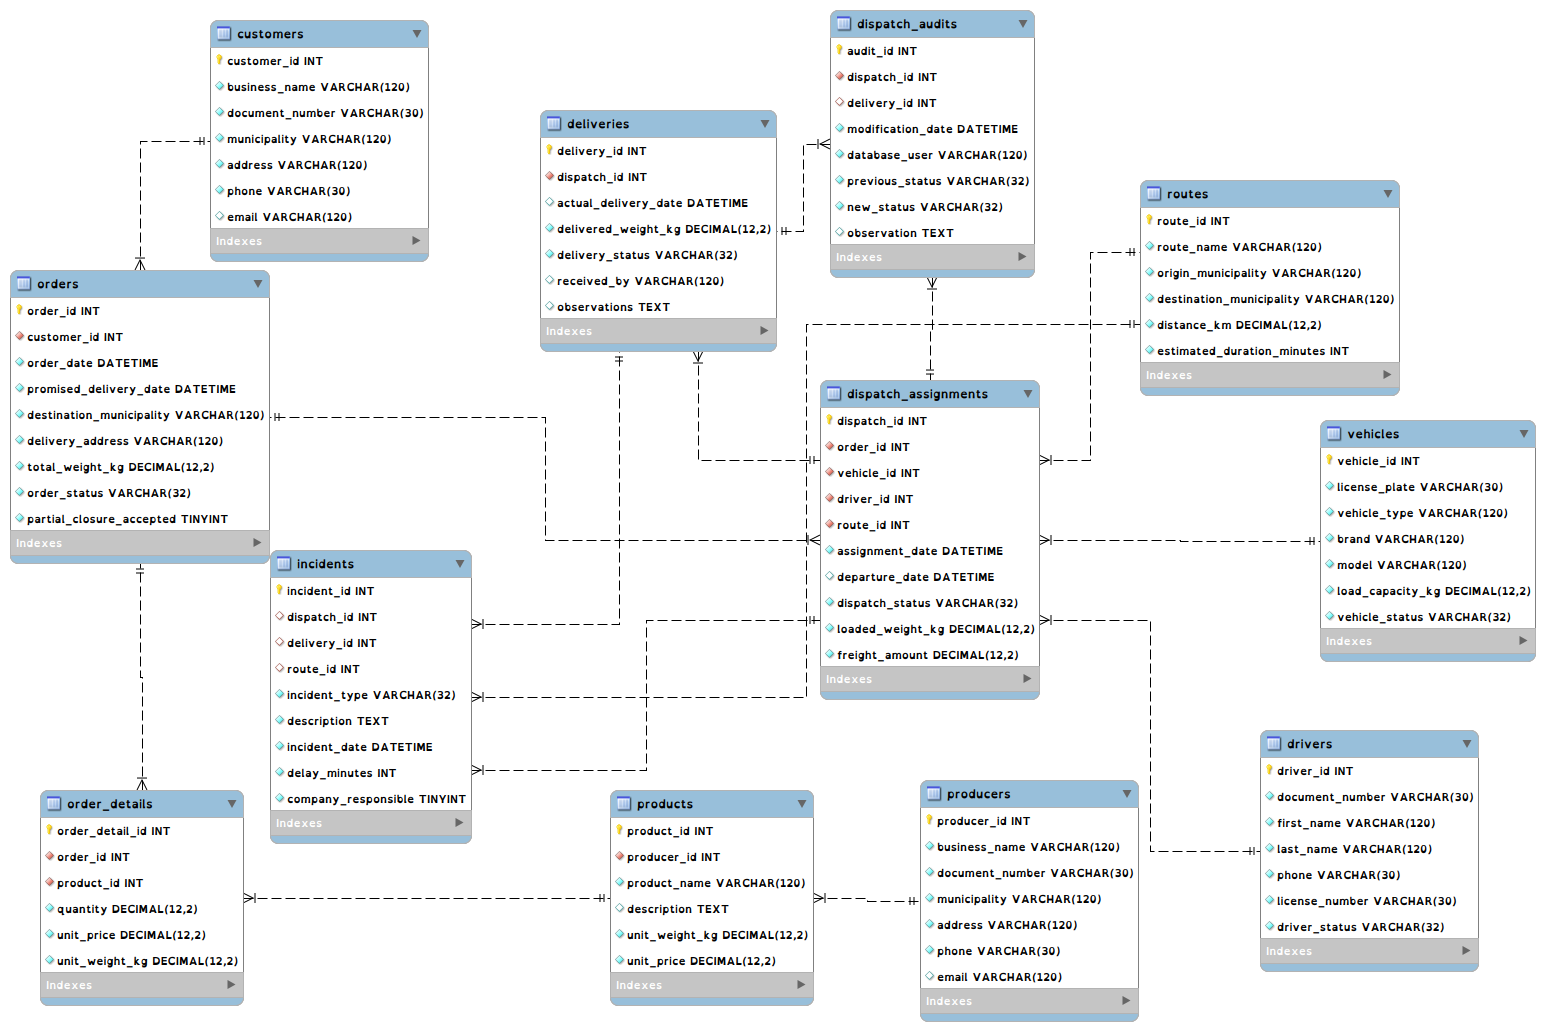 customers
customer_id INT
business_name VARCHAR(120)
document_number VARCHAR(30)
municipality VARCHAR(120)
address VARCHAR(120)
phone VARCHAR(30)
email VARCHAR(120)
Indexes
dispatch_audits
audit_id INT
dispatch_id INT
delivery_id INT
modification_date DATETIME
database_user VARCHAR(120)
previous_status VARCHAR(32)
new_status VARCHAR(32)
observation TEXT
Indexes
deliveries
delivery_id INT
dispatch_id INT
actual_delivery_date DATETIME
delivered_weight_kg DECIMAL(12,2)
delivery_status VARCHAR(32)
received_by VARCHAR(120)
observations TEXT
Indexes
routes
route_id INT
route_name VARCHAR(120)
origin_municipality VARCHAR(120)
destination_municipality VARCHAR(120)
distance_km DECIMAL(12,2)
estimated_duration_minutes INT
Indexes
orders
order_id INT
customer_id INT
order_date DATETIME
promised_delivery_date DATETIME
destination_municipality VARCHAR(120)
delivery_address VARCHAR(120)
total_weight_kg DECIMAL(12,2)
order_status VARCHAR(32)
partial_closure_accepted TINYINT
Indexes
dispatch_assignments
dispatch_id INT
order_id INT
vehicle_id INT
driver_id INT
route_id INT
assignment_date DATETIME
departure_date DATETIME
dispatch_status VARCHAR(32)
loaded_weight_kg DECIMAL(12,2)
freight_amount DECIMAL(12,2)
Indexes
vehicles
vehicle_id INT
license_plate VARCHAR(30)
vehicle_type VARCHAR(120)
brand VARCHAR(120)
model VARCHAR(120)
load_capacity_kg DECIMAL(12,2)
vehicle_status VARCHAR(32)
Indexes
incidents
incident_id INT
dispatch_id INT
delivery_id INT
route_id INT
incident_type VARCHAR(32)
description TEXT
incident_date DATETIME
delay_minutes INT
company_responsible TINYINT
Indexes
drivers
driver_id INT
document_number VARCHAR(30)
first_name VARCHAR(120)
last_name VARCHAR(120)
phone VARCHAR(30)
license_number VARCHAR(30)
driver_status VARCHAR(32)
Indexes
order_details
order_detail_id INT
order_id INT
product_id INT
quantity DECIMAL(12,2)
unit_price DECIMAL(12,2)
unit_weight_kg DECIMAL(12,2)
Indexes
products
product_id INT
producer_id INT
product_name VARCHAR(120)
description TEXT
unit_weight_kg DECIMAL(12,2)
unit_price DECIMAL(12,2)
Indexes
producers
producer_id INT
business_name VARCHAR(120)
document_number VARCHAR(30)
municipality VARCHAR(120)
address VARCHAR(120)
phone VARCHAR(30)
email VARCHAR(120)
Indexes